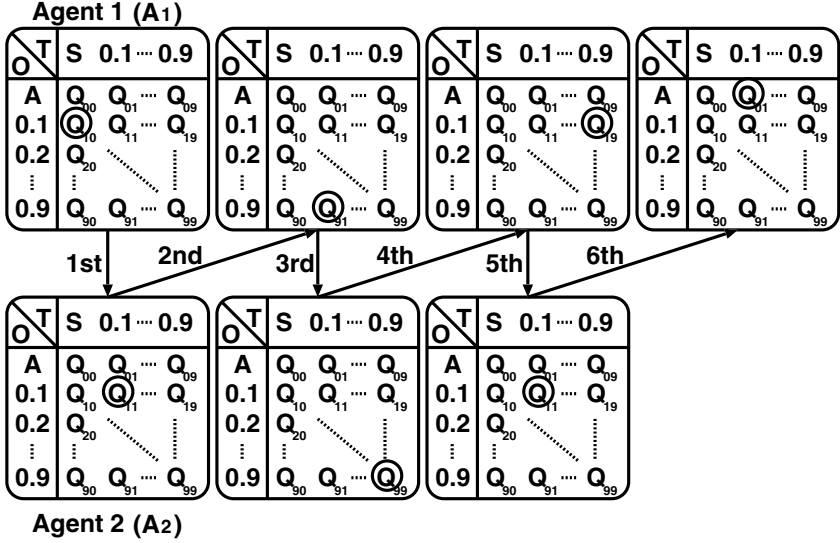 Agent 1 (A1)
T S 0.1 ···· 0.9 T S 0.1 ···· 0.9 T S 0.1 ···· 0.9 T S 0.1 ···· 0.9
O O O O
A Q00 Q01 ···· Q09 A Q00 Q01 ···· Q09 A Q00 Q01 ···· Q09 A Q00 Q01 ···· Q09
0.1 Q10 Q11 ···· Q19 0.1 Q10 Q11 ···· Q19 0.1 Q10 Q11 ···· Q19 0.1 Q10 Q11 ···· Q19
0.2 Q20 0.2 Q20 0.2 Q20 0.2 Q20
0.9 Q90 Q91 ···· Q99 0.9 Q90 Q91 ···· Q99 0.9 Q90 Q91 ···· Q99 0.9 Q90 Q91 ···· Q99
1st 2nd 3rd 4th 5th 6th
T S 0.1 ···· 0.9 T S 0.1 ···· 0.9 T S 0.1 ···· 0.9
O O O
A Q00 Q01 ···· Q09 A Q00 Q01 ···· Q09 A Q00 Q01 ···· Q09
0.1 Q10 Q11 ···· Q19 0.1 Q10 Q11 ···· Q19 0.1 Q10 Q11 ···· Q19
0.2 Q20 0.2 Q20 0.2 Q20
0.9 Q90 Q91 ···· Q99 0.9 Q90 Q91 ···· Q99 0.9 Q90 Q91 ···· Q99
Agent 2 (A2)